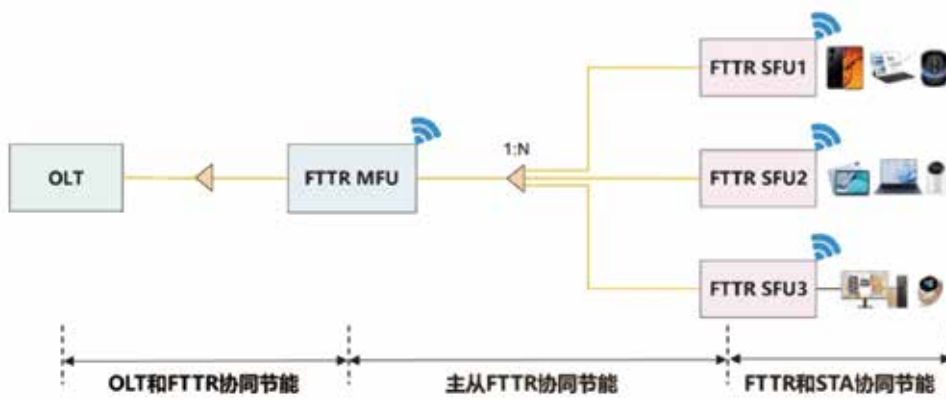 FTTR SFU1
1:N
OLT
FTTR MFU
FTTR SFU2
FTTR SFU3
OLT和FTTR协同节能
主从FTTR协同节能
FTTR和STA协同节能